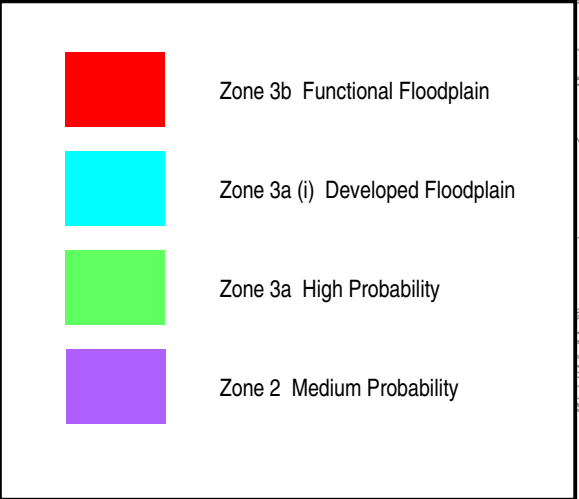 Zone 3b Functional Floodplain
Zone 3a (i) Developed Floodplain
Zone 3a High Probability
Zone 2 Medium Probability